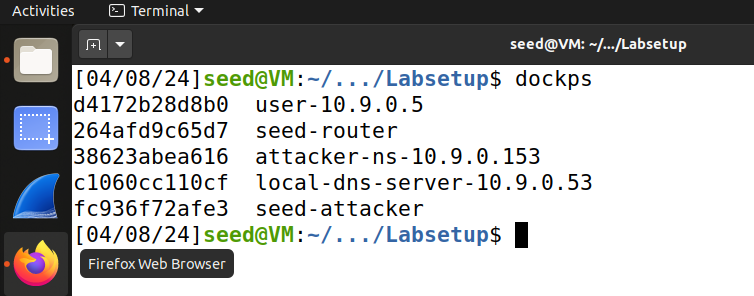 Activities
Terminal
seed@VM: ~/.../Labsetup
[04/08/24]seed@VM:~/.../Labsetup$ dockps
d4172b28d8b0  user-10.9.0.5
264afd9c65d7  seed-router
38623abea616  attacker-ns-10.9.0.153
c1060cc110cf  local-dns-server-10.9.0.53
fc936f72afe3  seed-attacker
[04/08/24]seed@VM:~/.../Labsetup$
Firefox Web Browser